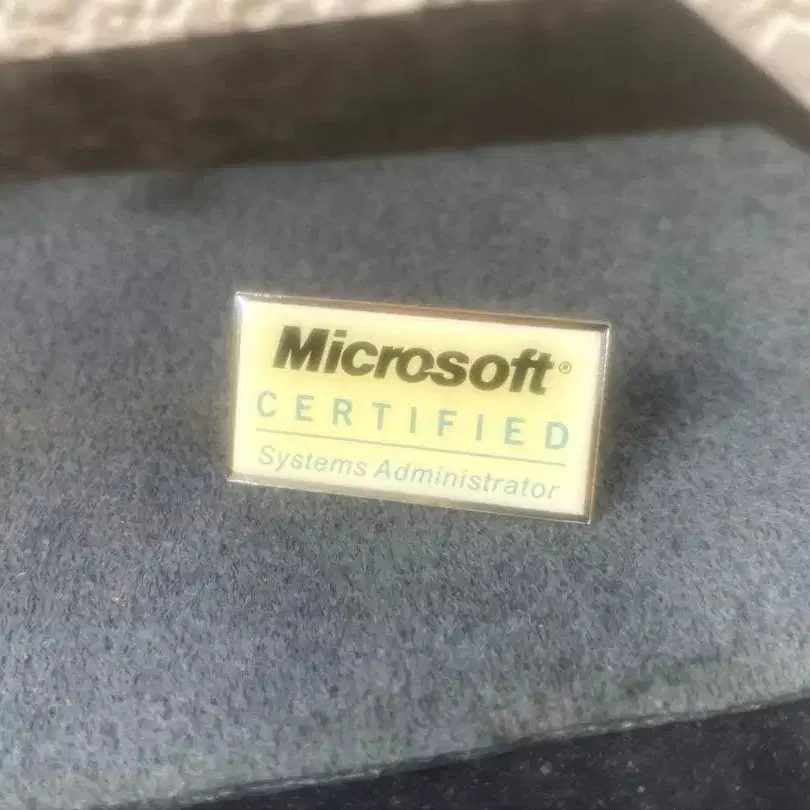 Microsoft®
CERTIFIED
Systems Administrator